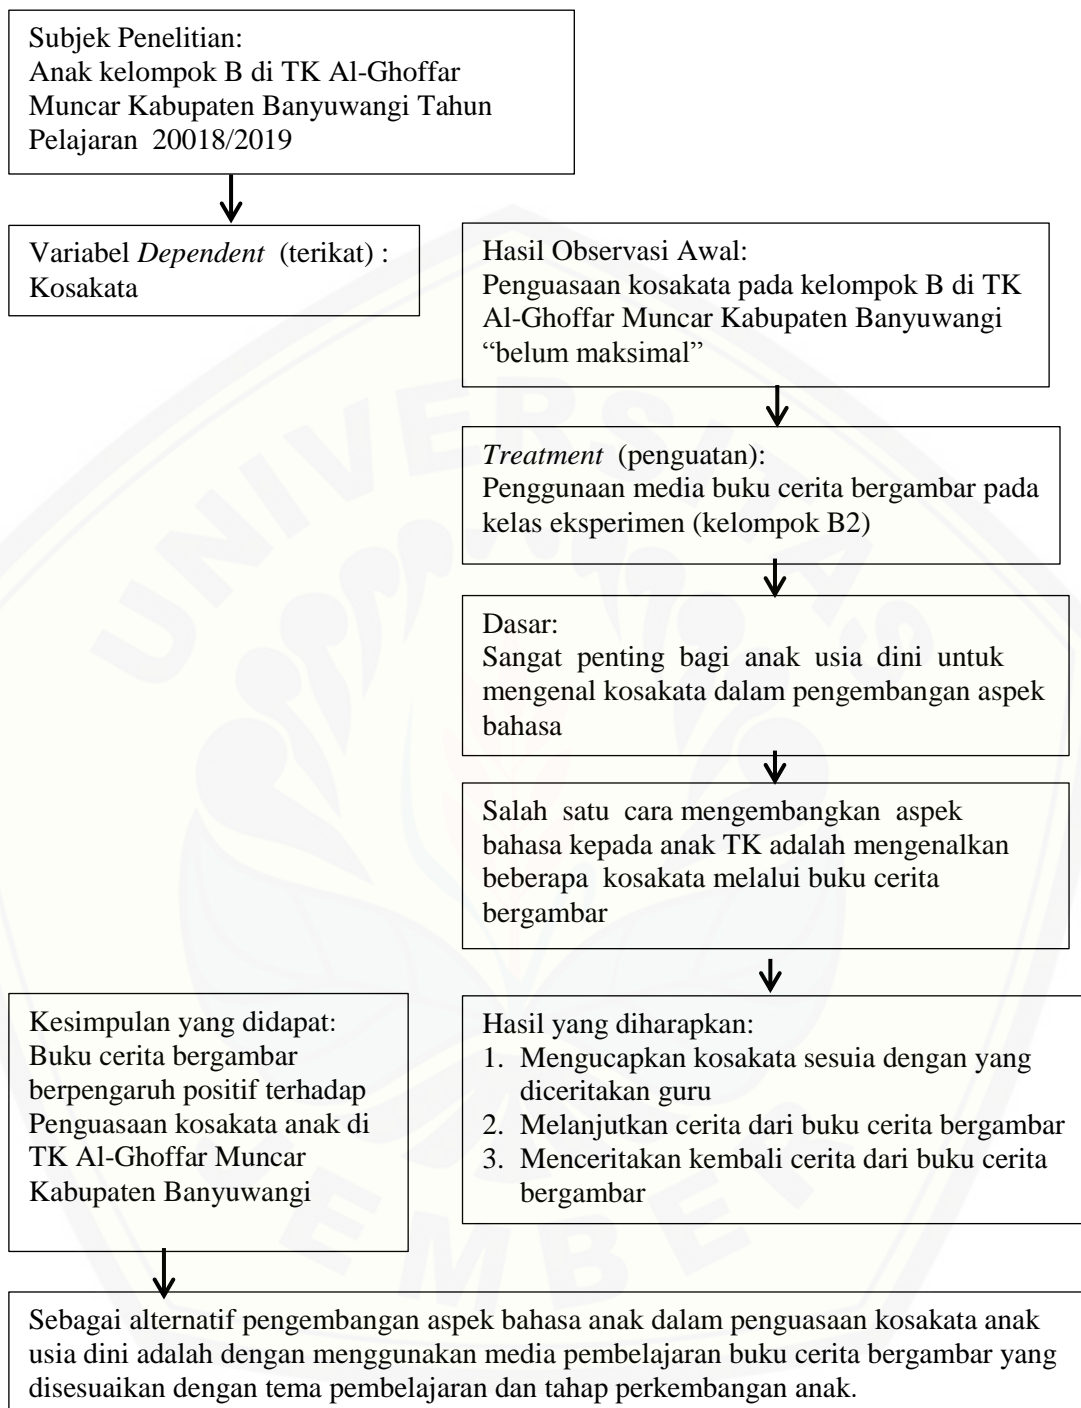 Subjek Penelitian:
Anak kelompok B di TK Al-Ghoffar
Muncar Kabupaten Banyuwangi Tahun
Pelajaran 20018/2019
Variabel Dependent (terikat) :
Kosakata
Hasil Observasi Awal:
Penguasaan kosakata pada kelompok B di TK
Al-Ghoffar Muncar Kabupaten Banyuwangi
“belum maksimal”
Treatment (penguatan):
Penggunaan media buku cerita bergambar pada
kelas eksperimen (kelompok B2)
Dasar:
Sangat penting bagi anak usia dini untuk
mengenal kosakata dalam pengembangan aspek
bahasa
Salah satu cara mengembangkan aspek
bahasa kepada anak TK adalah mengenalkan
beberapa kosakata melalui buku cerita
bergambar
Kesimpulan yang didapat:
Buku cerita bergambar
berpengaruh positif terhadap
Penguasaan kosakata anak di
TK Al-Ghoffar Muncar
Kabupaten Banyuwangi
Hasil yang diharapkan:
1. Mengucapkan kosakata sesuia dengan yang
diceritakan guru
2. Melanjutkan cerita dari buku cerita bergambar
3. Menceritakan kembali cerita dari buku cerita
bergambar
Sebagai alternatif pengembangan aspek bahasa anak dalam penguasaan kosakata anak
usia dini adalah dengan menggunakan media pembelajaran buku cerita bergambar yang
disesuaikan dengan tema pembelajaran dan tahap perkembangan anak.
UNIVERSITAS
JEMBER